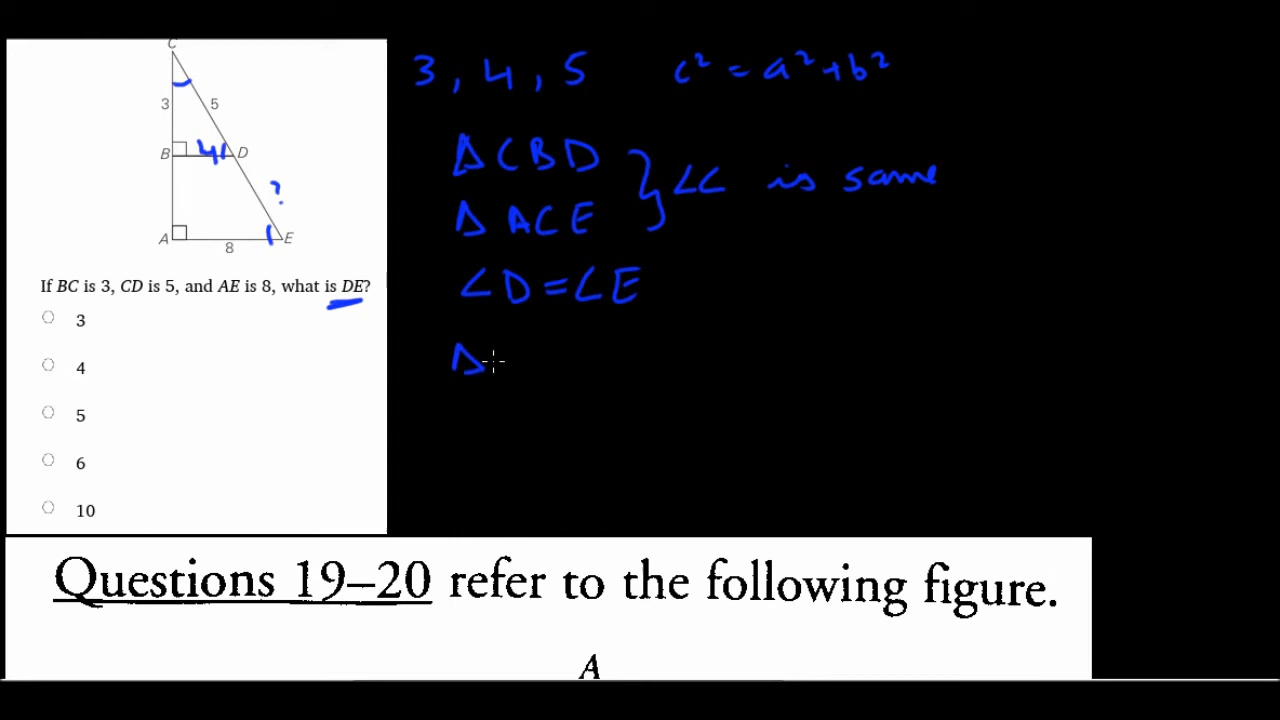 C
3 5
B 4 D
?
A E
8
If BC is 3, CD is 5, and AE is 8, what is DE?
3
4
5
6
10
3, 4, 5 c² = a² + b²
Δ CBD
Δ ACE
} ∠C is same
∠D = ∠E
Δ
Questions 19–20 refer to the following figure.
A